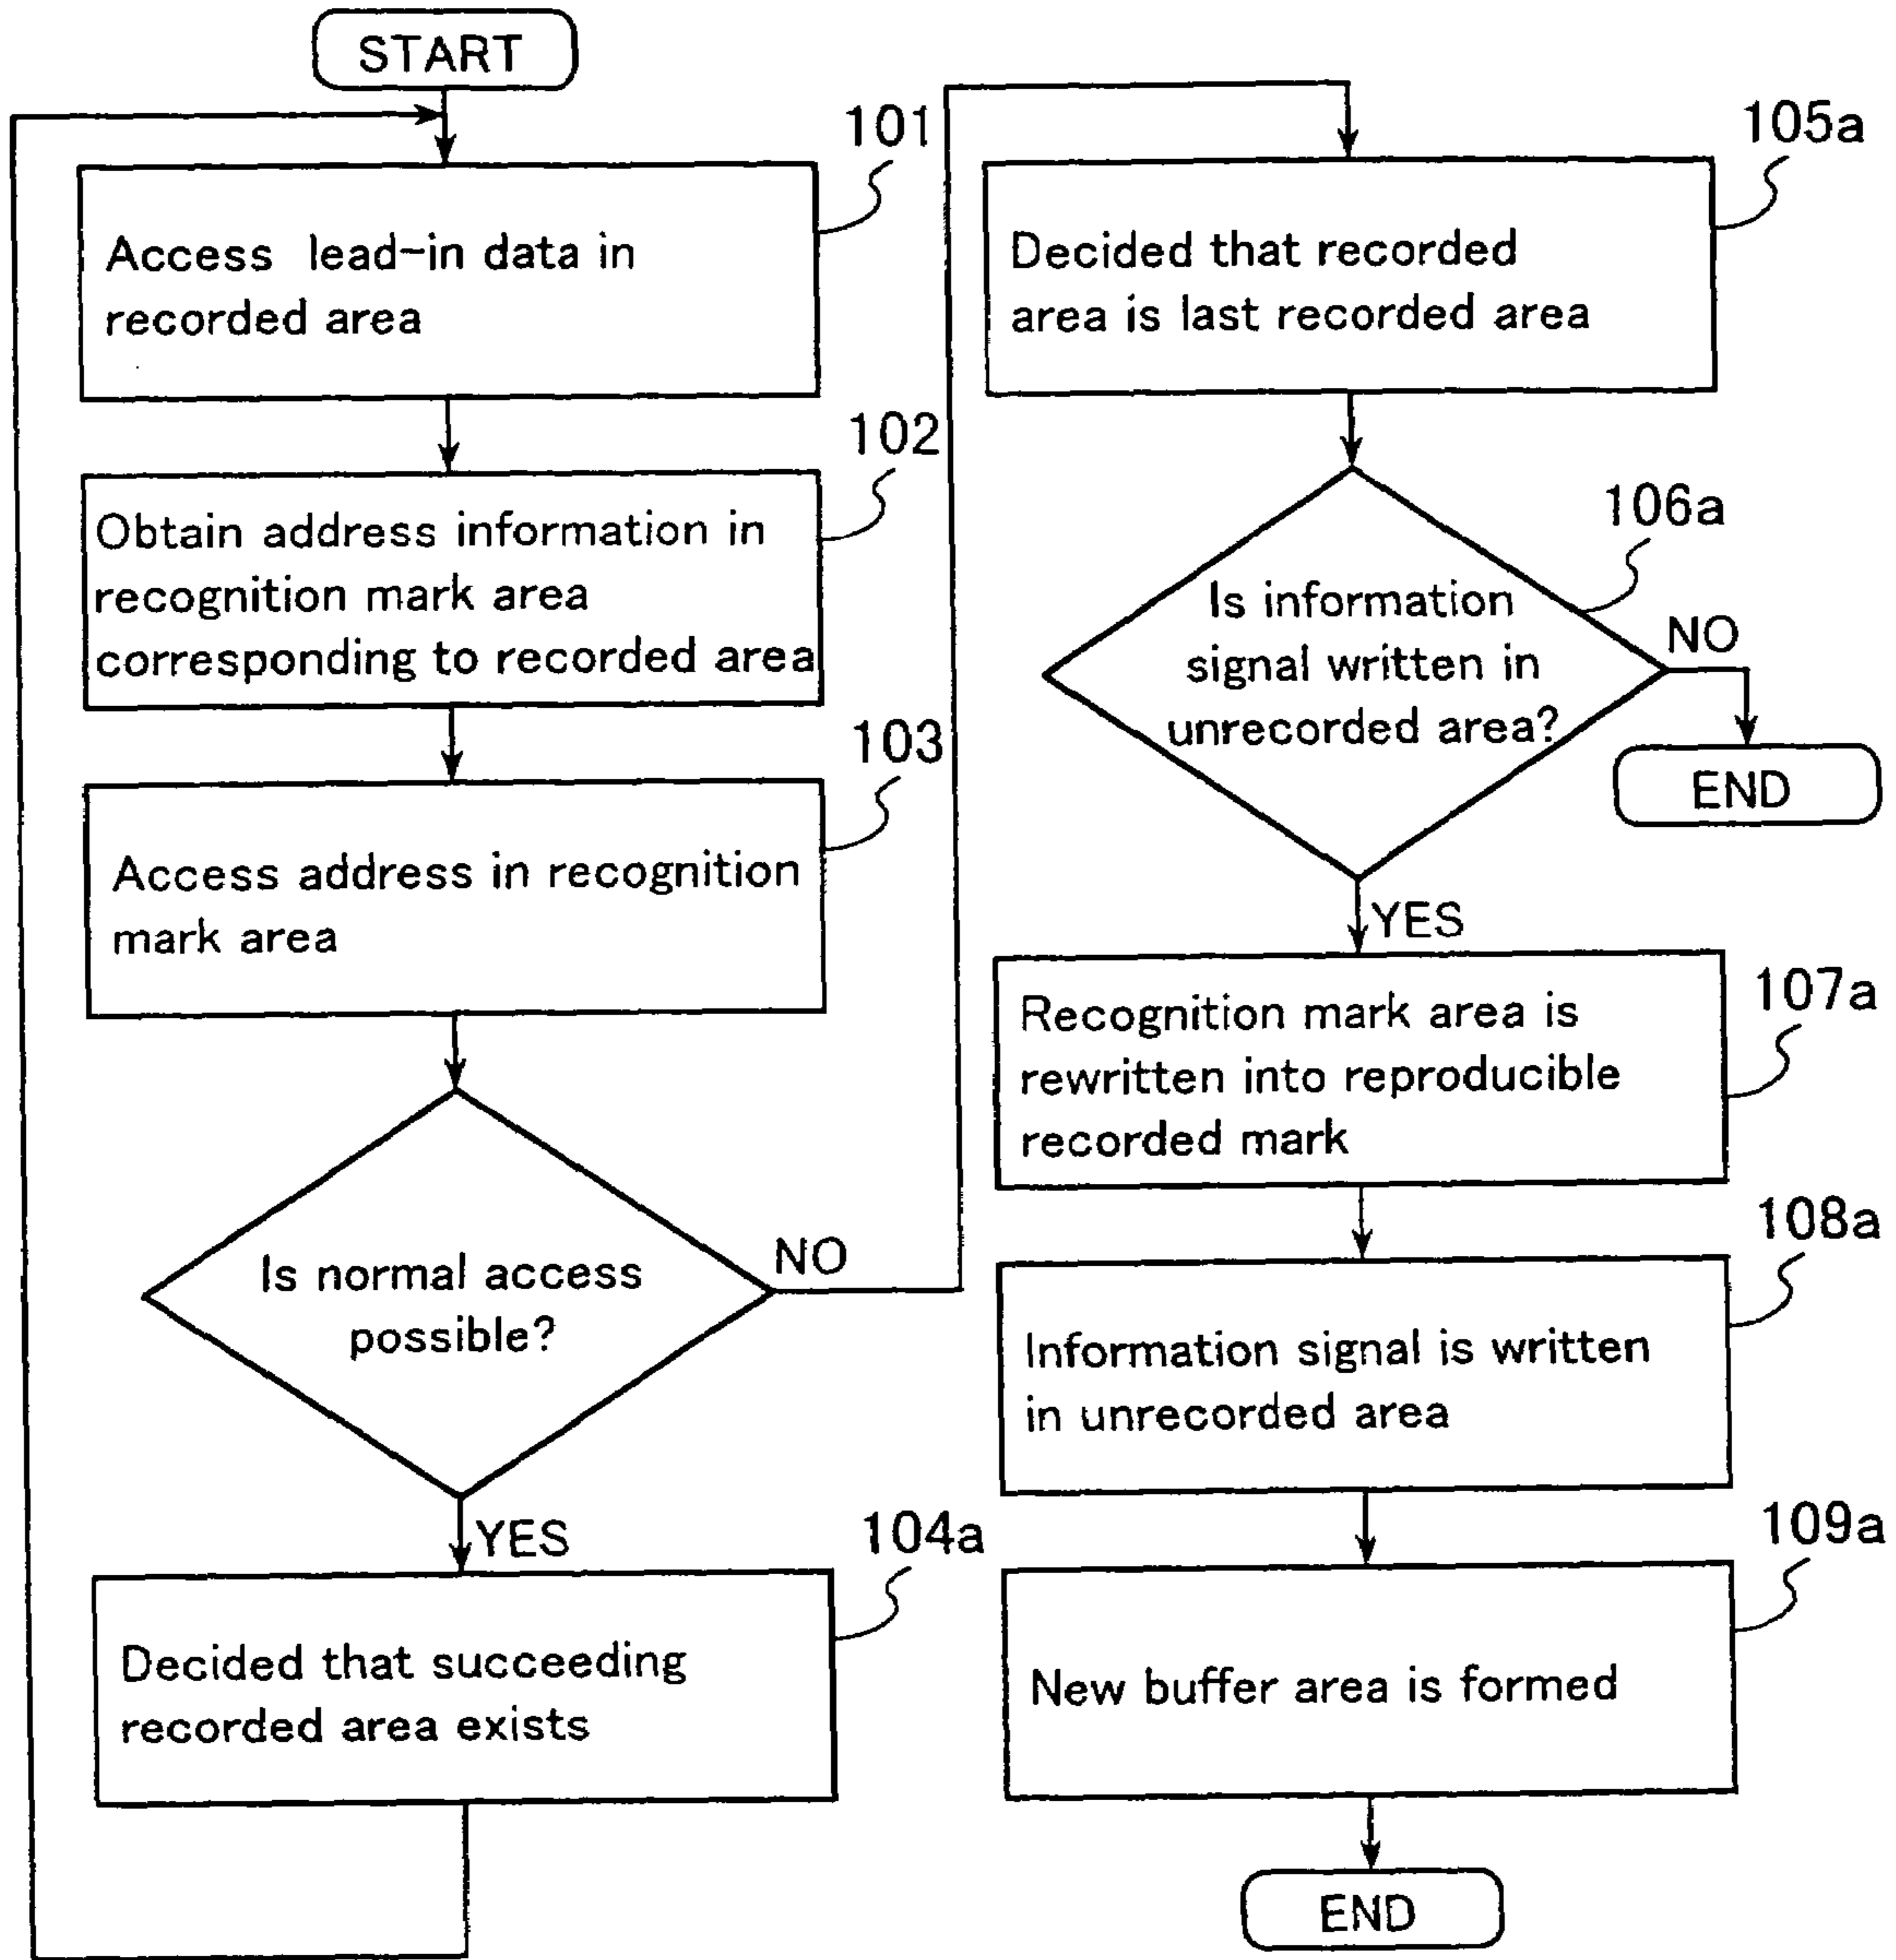 START
101
Access lead-in data in
recorded area
102
Obtain address information in
recognition mark area
corresponding to recorded area
103
Access address in recognition
mark area
Is normal access
possible?
NO
YES
104a
Decided that succeeding
recorded area exists
105a
Decided that recorded
area is last recorded area
106a
Is information
signal written in
unrecorded area?
NO
END
YES
107a
Recognition mark area is
rewritten into reproducible
recorded mark
108a
Information signal is written
in unrecorded area
109a
New buffer area is formed
END